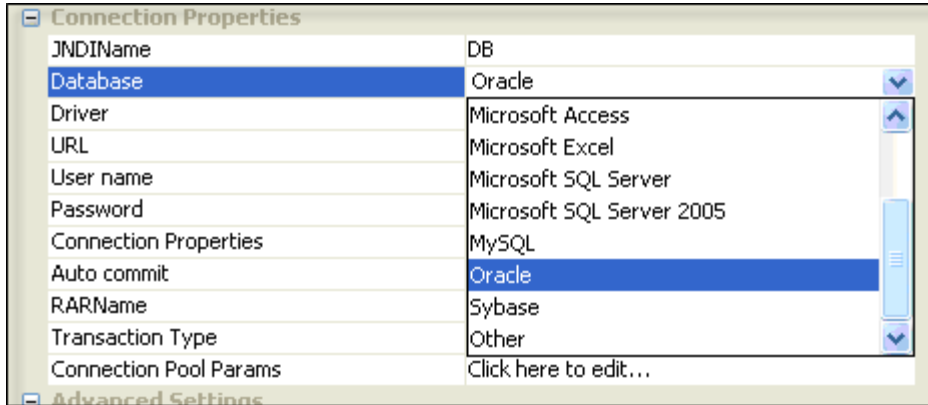 Connection Properties
JNDIName DB
Database Oracle
Driver Microsoft Access
URL Microsoft Excel
User name Microsoft SQL Server
Password Microsoft SQL Server 2005
Connection Properties MySQL
Auto commit Oracle
RARName Sybase
Transaction Type Other
Connection Pool Params Click here to edit...
Advanced Settings